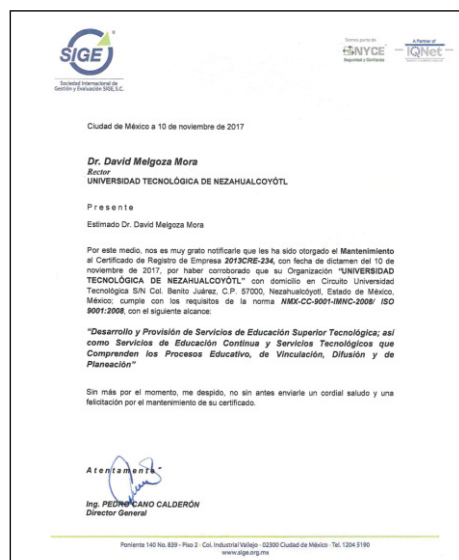 SIGE
Sociedad Internacional de
Gestión y Evaluación SIGE, S.C.
Somos parte de
NYCE
Seguridad y Confianza
A Partner of
IQNet
Ciudad de México a 10 de noviembre de 2017
Dr. David Melgoza Mora
Rector
UNIVERSIDAD TECNOLÓGICA DE NEZAHUALCOYÓTL
Presente
Estimado Dr. David Melgoza Mora
Por este medio, nos es muy grato notificarle que les ha sido otorgado el Mantenimiento
al Certificado de Registro de Empresa 2013CRE-234, con fecha de dictamen del 10 de
noviembre de 2017, por haber corroborado que su Organización "UNIVERSIDAD
TECNOLÓGICA DE NEZAHUALCOYÓTL" con domicilio en Circuito Universidad
Tecnológica S/N Col. Benito Juárez, C.P. 57000, Nezahualcóyotl, Estado de México,
México; cumple con los requisitos de la norma NMX-CC-9001-IMNC-2008/ ISO
9001:2008, con el siguiente alcance:
"Desarrollo y Provisión de Servicios de Educación Superior Tecnológica; así
como Servicios de Educación Continua y Servicios Tecnológicos que
Comprenden los Procesos Educativo, de Vinculación, Difusión y de
Planeación"
Sin más por el momento, me despido, no sin antes enviarle un cordial saludo y una
felicitación por el mantenimiento de su certificado.
Atentamente
Ing. PEDRO CANO CALDERÓN
Director General
Poniente 140 No. 839 - Piso 2 - Col. Industrial Vallejo - 02300 Ciudad de México - Tel. 1204 5190
www.sige.org.mx